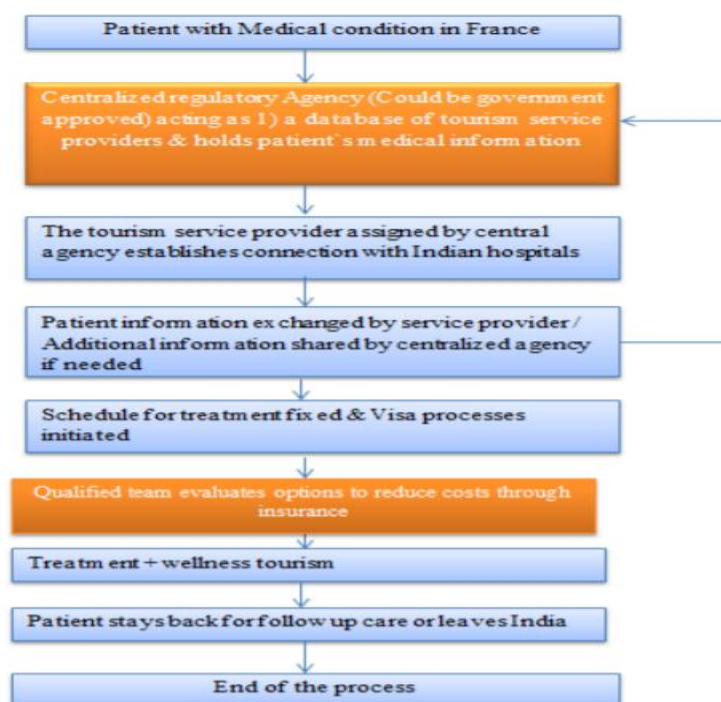 Patient with Medical condition in France
Centralized regulatory Agency (Could be government
approved) acting as 1) a database of tourism service
providers & holds patient`s medical information
The tourism service provider assigned by central
agency establishes connection with Indian hospitals
Patient information exchanged by service provider /
Additional information shared by centralized agency
if needed
Schedule for treatment fixed & Visa processes
initiated
Qualified team evaluates options to reduce costs through
insurance
Treatment + wellness tourism
Patient stays back for follow up care or leaves India
End of the process